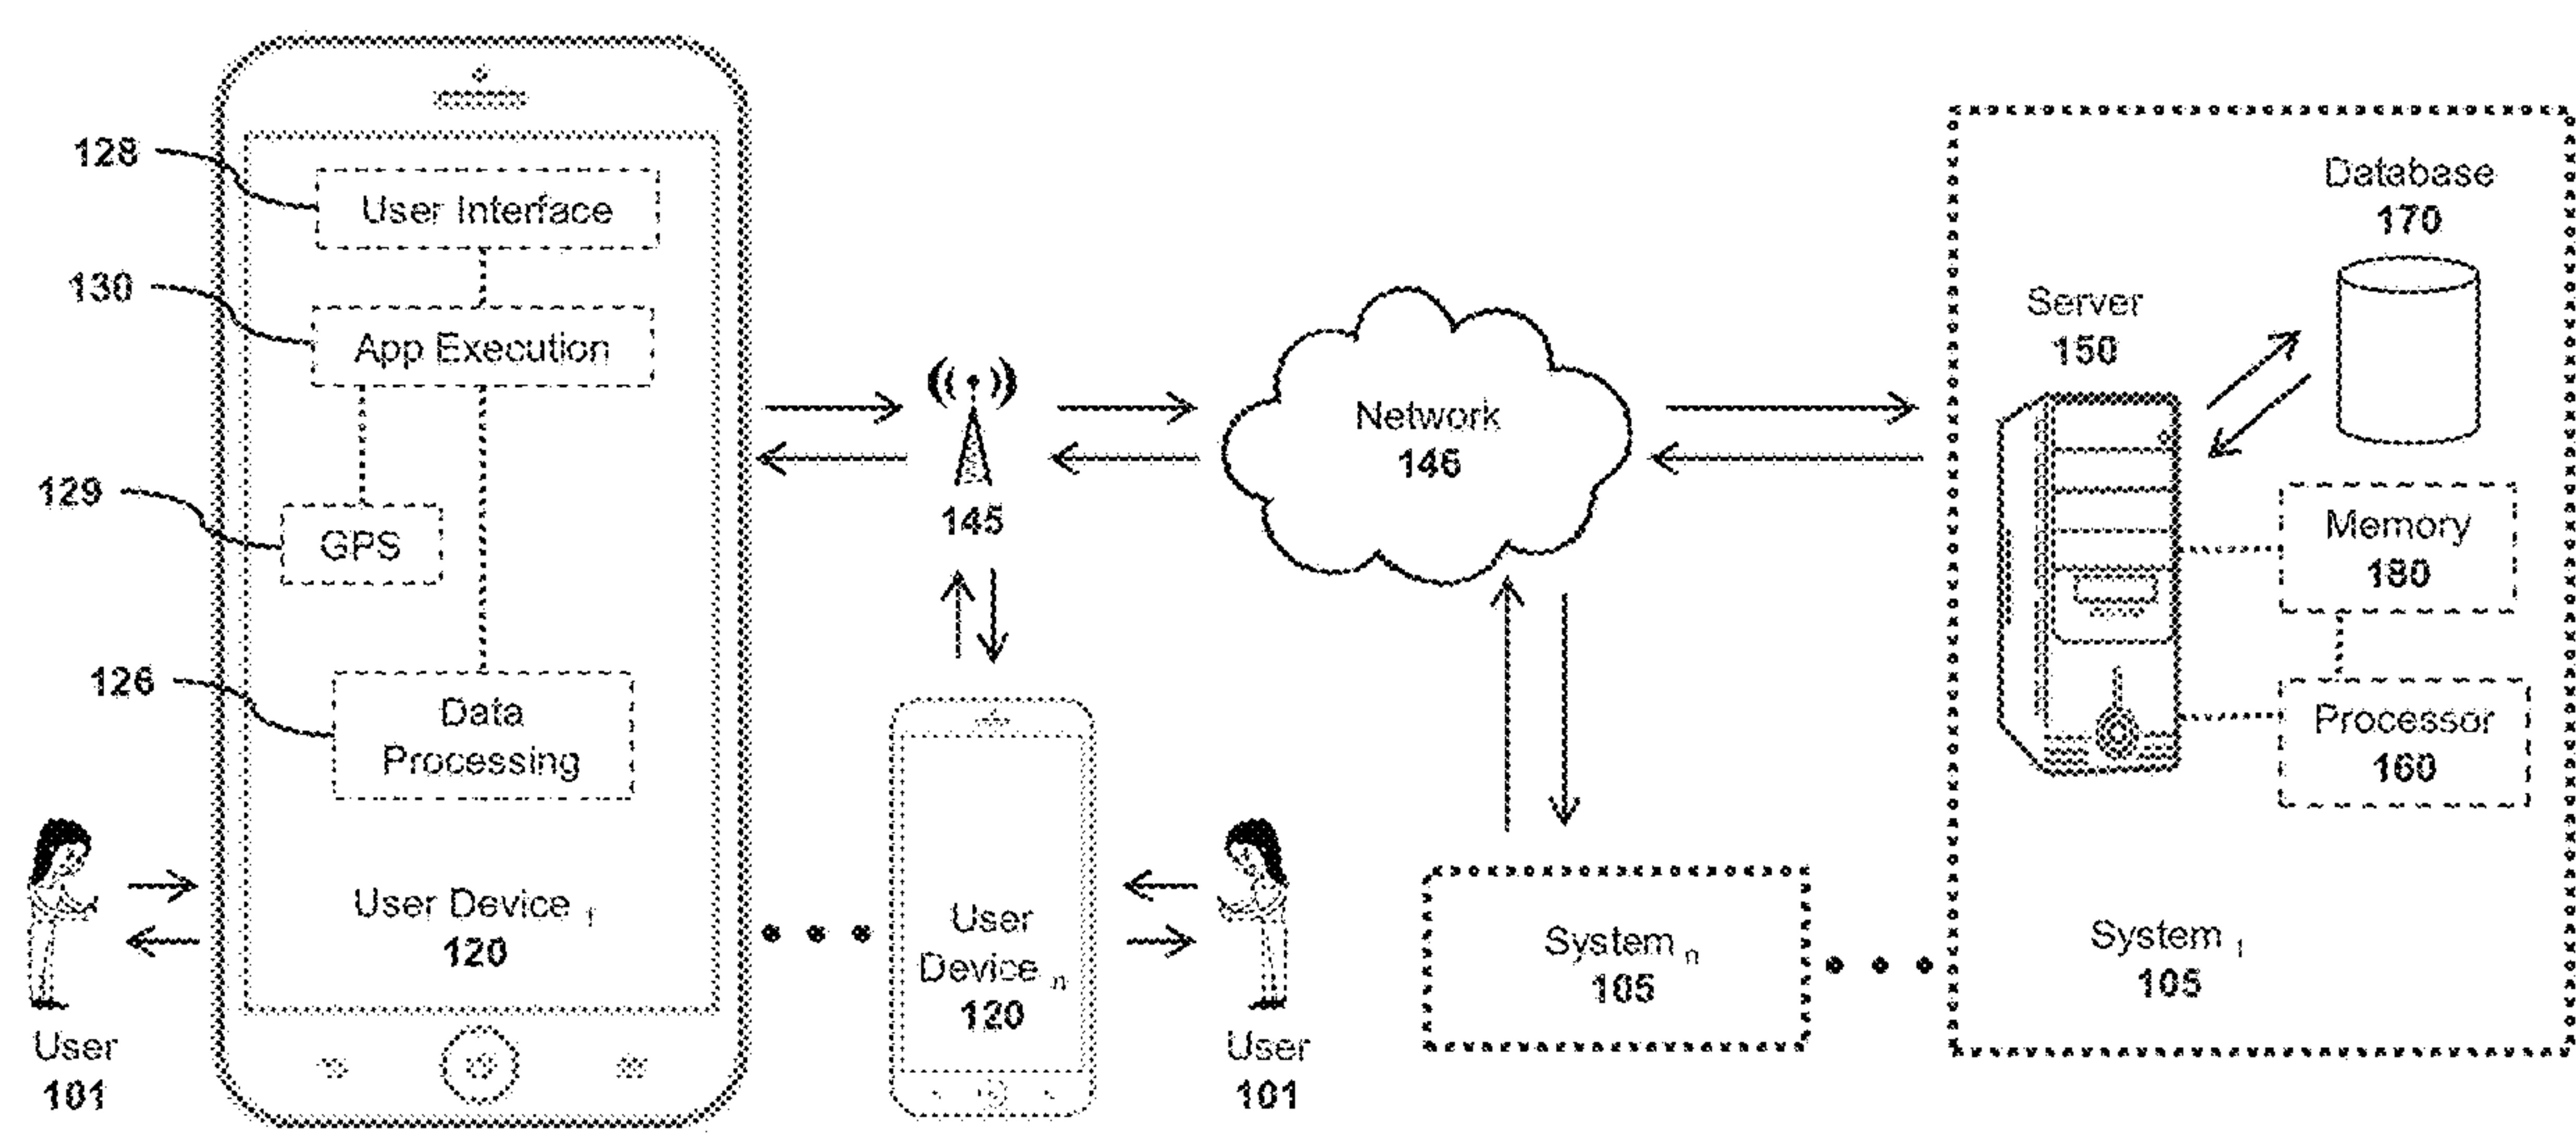 128
User Interface
130
App Execution
129
GPS
126
Data
Processing
User Device 1
120
User
101
145
User
Device n
120
User
101
Network
146
System n
105
Server
150
Database
170
Memory
180
Processor
160
System 1
105